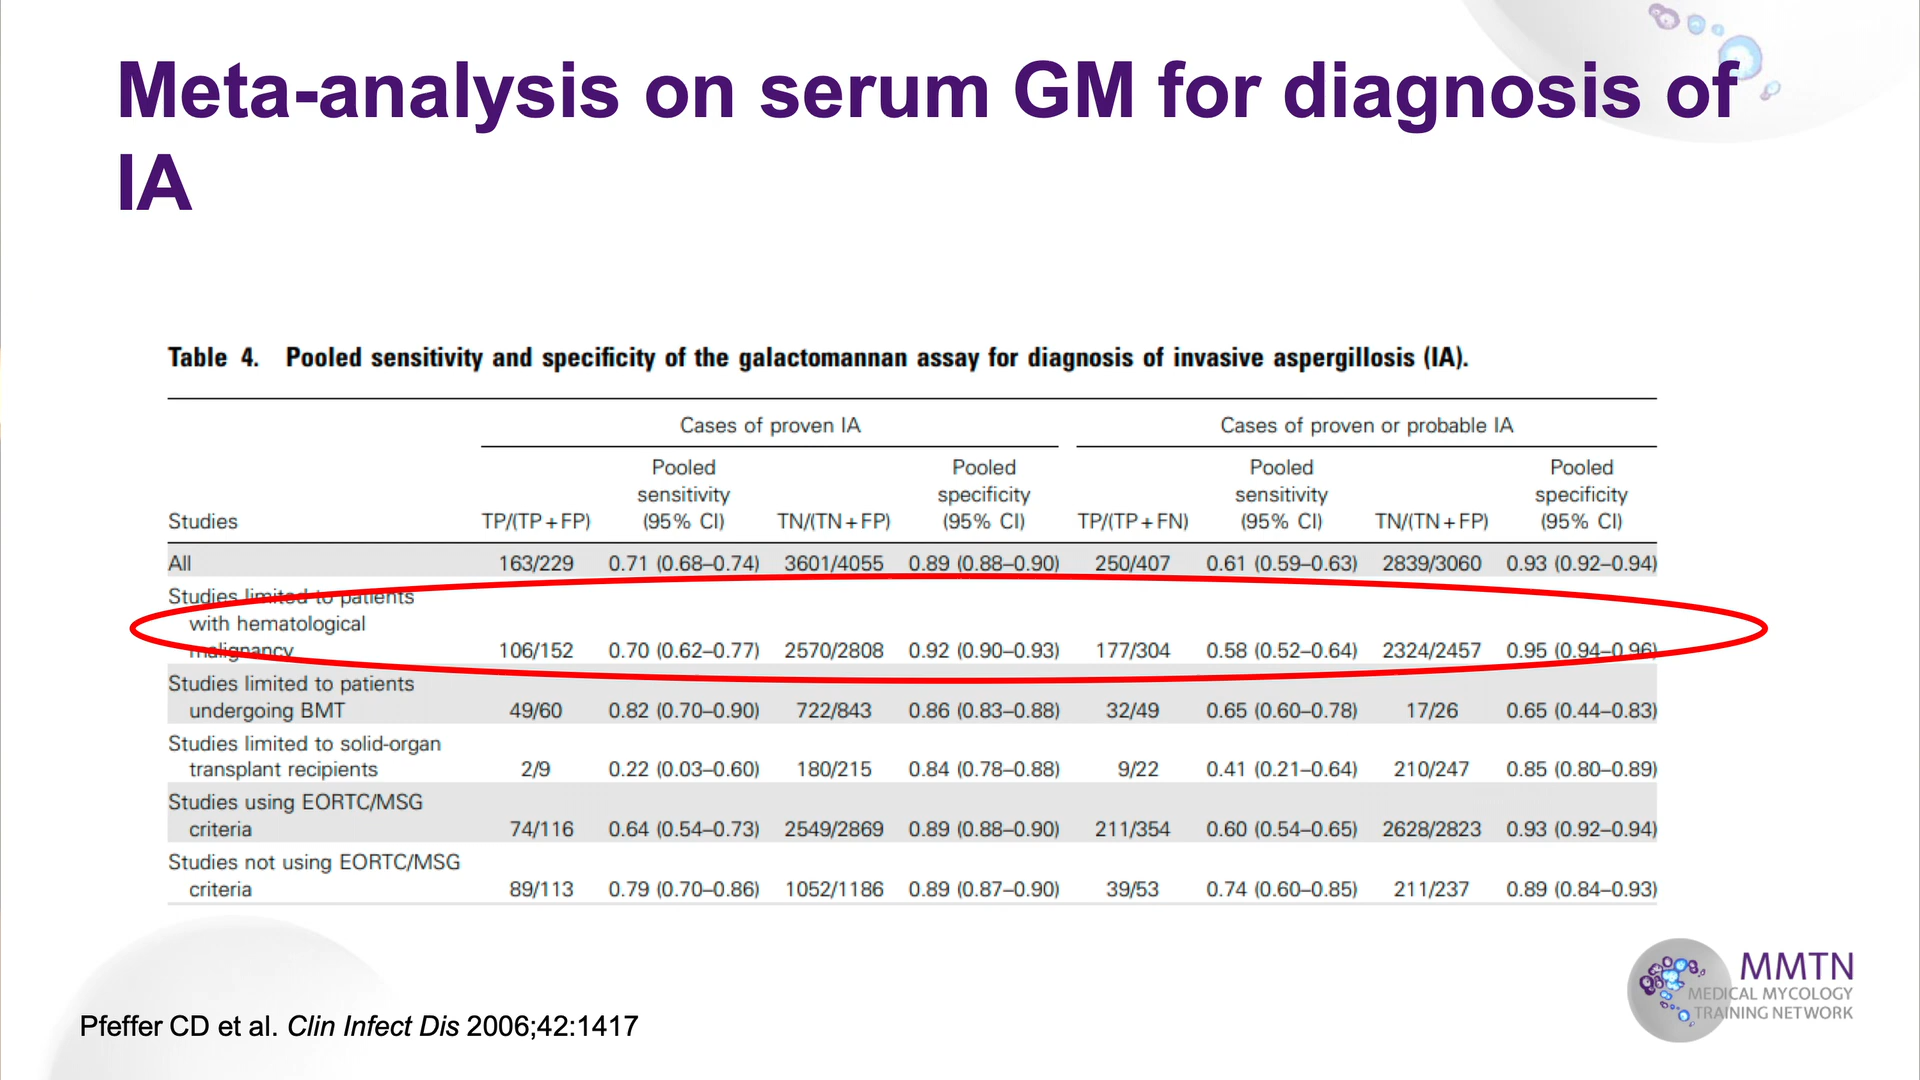 Meta-analysis on serum GM for diagnosis of
IA
Table 4. Pooled sensitivity and specificity of the galactomannan assay for diagnosis of invasive aspergillosis (IA).
Cases of proven IA Cases of proven or probable IA
Pooled Pooled Pooled Pooled
sensitivity specificity sensitivity specificity
Studies TP/(TP + FP) (95% CI) TN/(TN + FP) (95% CI) TP/(TP + FN) (95% CI) TN/(TN + FP) (95% CI)
All 163/229 0.71 (0.68–0.74) 3601/4055 0.89 (0.88–0.90) 250/407 0.61 (0.59–0.63) 2839/3060 0.93 (0.92–0.94)
Studies limited to patients
with hematological
malignancy 106/152 0.70 (0.62–0.77) 2570/2808 0.92 (0.90–0.93) 177/304 0.58 (0.52–0.64) 2324/2457 0.95 (0.94–0.96)
Studies limited to patients
undergoing BMT 49/60 0.82 (0.70–0.90) 722/843 0.86 (0.83–0.88) 32/49 0.65 (0.60–0.78) 17/26 0.65 (0.44–0.83)
Studies limited to solid-organ
transplant recipients 2/9 0.22 (0.03–0.60) 180/215 0.84 (0.78–0.88) 9/22 0.41 (0.21–0.64) 210/247 0.85 (0.80–0.89)
Studies using EORTC/MSG
criteria 74/116 0.64 (0.54–0.73) 2549/2869 0.89 (0.88–0.90) 211/354 0.60 (0.54–0.65) 2628/2823 0.93 (0.92–0.94)
Studies not using EORTC/MSG
criteria 89/113 0.79 (0.70–0.86) 1052/1186 0.89 (0.87–0.90) 39/53 0.74 (0.60–0.85) 211/237 0.89 (0.84–0.93)
MMTN
MEDICAL MYCOLOGY
TRAINING NETWORK
Pfeffer CD et al. Clin Infect Dis 2006;42:1417